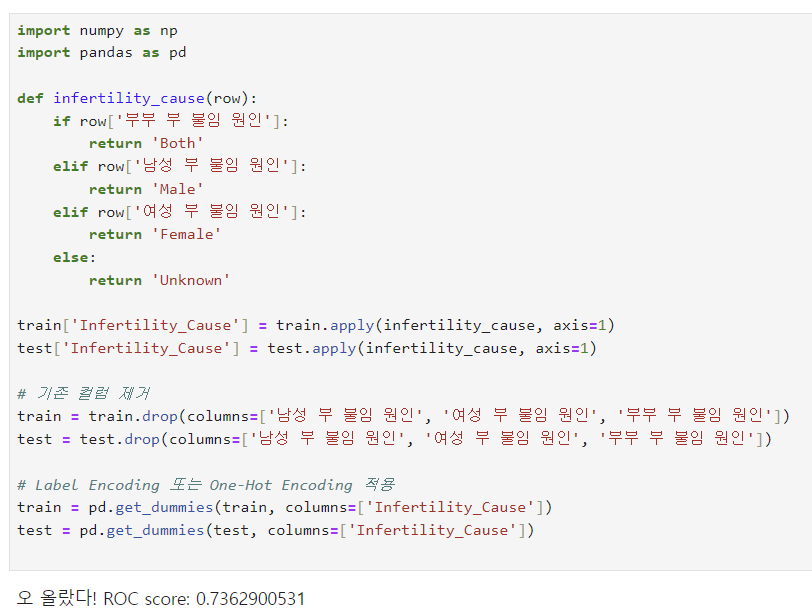 import numpy as np
import pandas as pd
def infertility_cause(row):
if row['부부 부 불임 원인']:
return 'Both'
elif row['남성 부 불임 원인']:
return 'Male'
elif row['여성 부 불임 원인']:
return 'Female'
else:
return 'Unknown'
train['Infertility_Cause'] = train.apply(infertility_cause, axis=1)
test['Infertility_Cause'] = test.apply(infertility_cause, axis=1)
# 기존 컬럼 제거
train = train.drop(columns=['남성 부 불임 원인', '여성 부 불임 원인', '부부 부 불임 원인'])
test = test.drop(columns=['남성 부 불임 원인', '여성 부 불임 원인', '부부 부 불임 원인'])
# Label Encoding 또는 One-Hot Encoding 적용
train = pd.get_dummies(train, columns=['Infertility_Cause'])
test = pd.get_dummies(test, columns=['Infertility_Cause'])
오 올랐다! ROC score: 0.7362900531